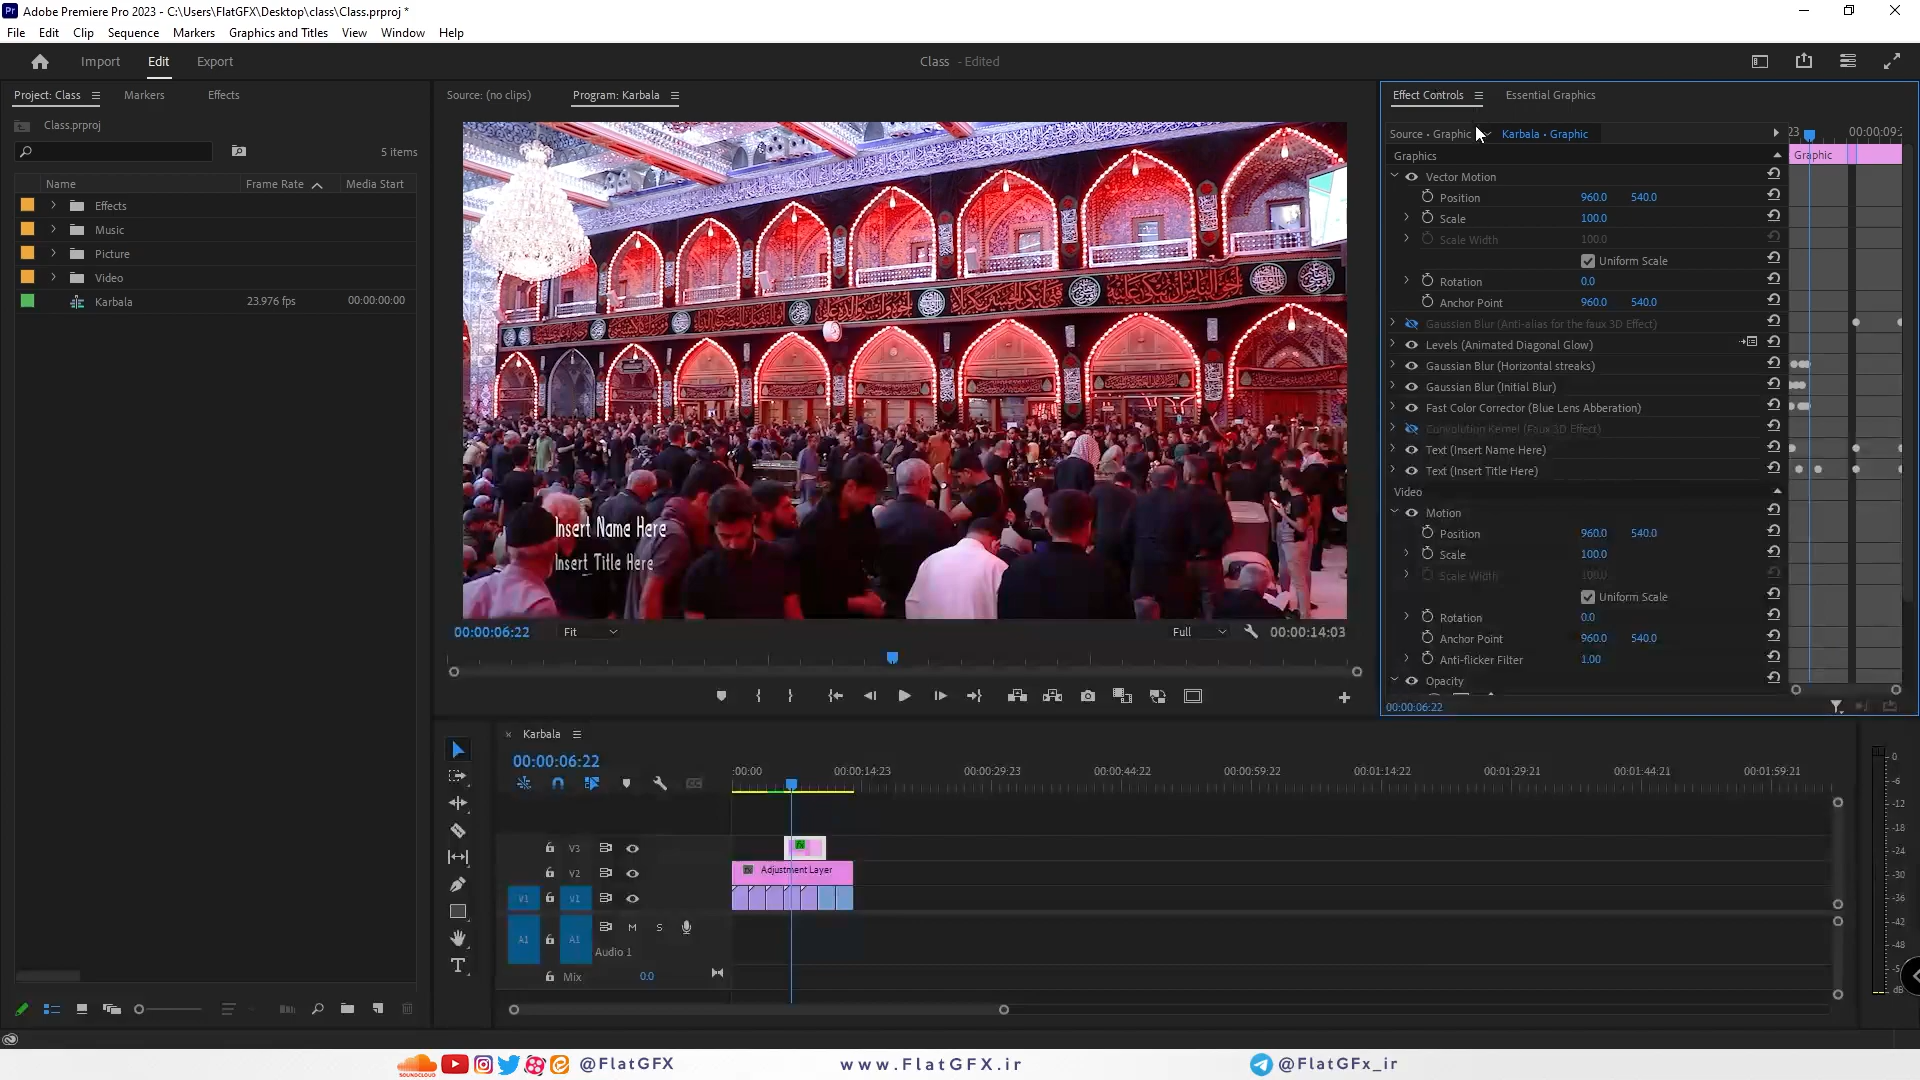 Adobe Premiere Pro 2023 - C:\Users\FlatGFX\Desktop\class\Class.prproj *
File Edit Clip Sequence Markers Graphics and Titles View Window Help
Import Edit Export
Class - Edited
Project: Class Markers Effects
Class.prproj
5 items
Name Frame Rate Media Start
Effects
Music
Picture
Video
Karbala 23.976 fps 00:00:00:00
Source: (no clips) Program: Karbala
Insert Name Here
Insert Title Here
00:00:06:22 Fit Full 00:00:14:03
Effect Controls Essential Graphics
Source • Graphic Karbala • Graphic
23 00:00:09:2
Graphic
Graphics
Vector Motion
Position 960.0 540.0
Scale 100.0
Scale Width 100.0
Uniform Scale
Rotation 0.0
Anchor Point 960.0 540.0
Gaussian Blur (Anti-alias for the faux 3D Effect)
Levels (Animated Diagonal Glow)
Gaussian Blur (Horizontal streaks)
Gaussian Blur (Initial Blur)
Fast Color Corrector (Blue Lens Abberation)
Convolution Kernel (Faux 3D Effect)
Text (Insert Name Here)
Text (Insert Title Here)
Video
Motion
Position 960.0 540.0
Scale 100.0
Scale Width 100.0
Uniform Scale
Rotation 0.0
Anchor Point 960.0 540.0
Anti-flicker Filter 1.00
Opacity
00:00:06:22
Karbala
00:00:06:22
:00:00 00:00:14:23 00:00:29:23 00:00:44:22 00:00:59:22 00:01:14:22 00:01:29:21 00:01:44:21 00:01:59:21
V3
V2 Adjustment Layer
V1 V1
A1 A1 M S
Audio 1
Mix 0.0
0
-6
-12
-18
-24
-30
-36
-42
-48
dB
SOUNDCLOUD @FlatGFX www.FlatGFX.ir @FlatGFx_ir